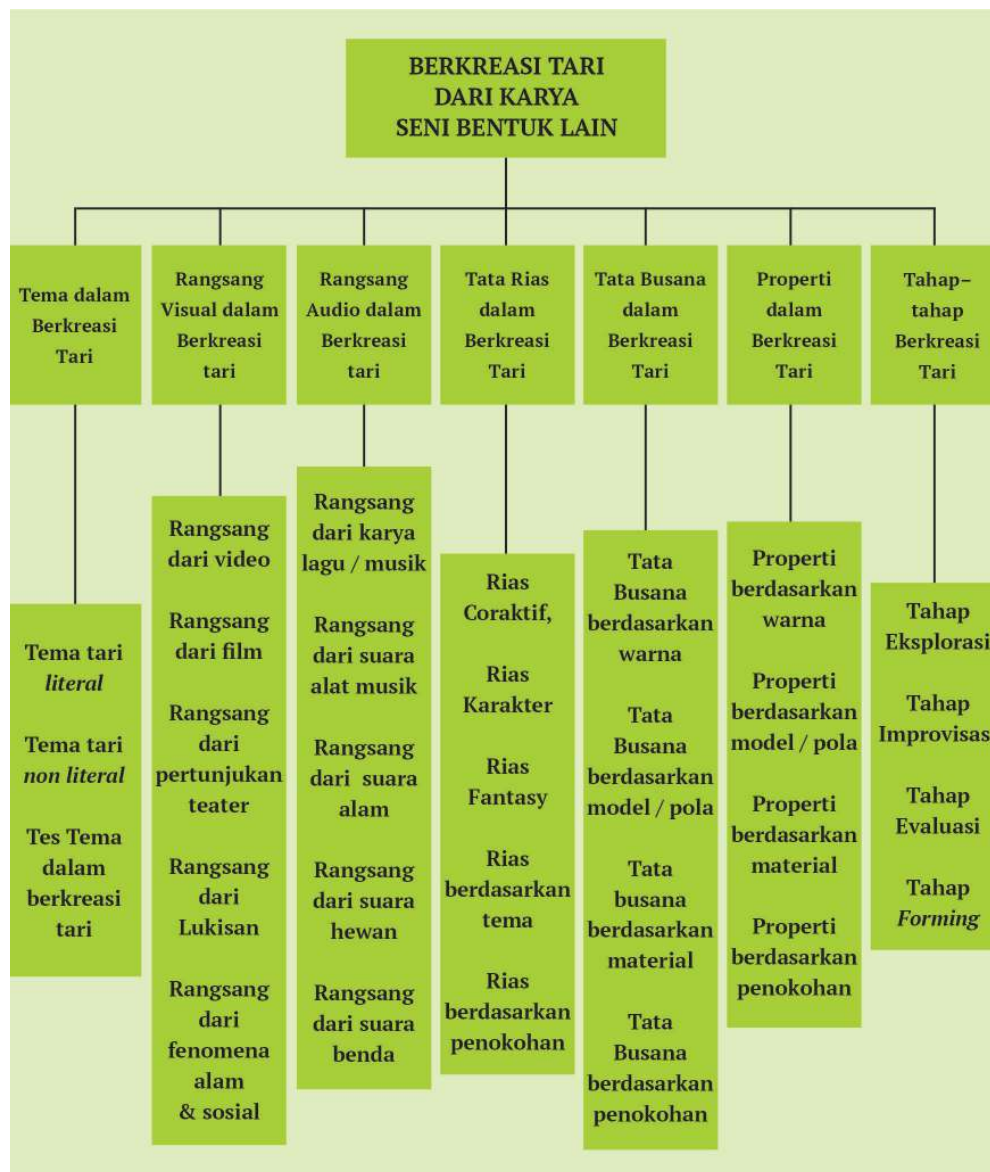 BERKREASI TARI
DARI KARYA
SENI BENTUK LAIN
Tema dalam
Berkreasi
Tari
Rangsang
Visual dalam
Berkreasi
tari
Rangsang
Audio dalam
Berkreasi
tari
Tata Rias
dalam
Berkreasi
Tari
Tata Busana
dalam
Berkreasi
Tari
Properti
dalam
Berkreasi
Tari
Tahap–
tahap
Berkreasi
Tari
Tema tari
literal
Tema tari
non literal
Tes Tema
dalam
berkreasi
tari
Rangsang
dari video
Rangsang
dari film
Rangsang
dari
pertunjukan
teater
Rangsang
dari
Lukisan
Rangsang
dari
fenomena
alam
& sosial
Rangsang
dari karya
lagu / musik
Rangsang
dari suara
alat musik
Rangsang
dari suara
alam
Rangsang
dari suara
hewan
Rangsang
dari suara
benda
Rias
Coraktif,
Rias
Karakter
Rias
Fantasy
Rias
berdasarkan
tema
Rias
berdasarkan
penokohan
Tata
Busana
berdasarkan
warna
Tata
Busana
berdasarkan
model / pola
Tata
busana
berdasarkan
material
Tata
Busana
berdasarkan
penokohan
Properti
berdasarkan
warna
Properti
berdasarkan
model / pola
Properti
berdasarkan
material
Properti
berdasarkan
penokohan
Tahap
Eksplorasi
Tahap
Improvisas
Tahap
Evaluasi
Tahap
Forming